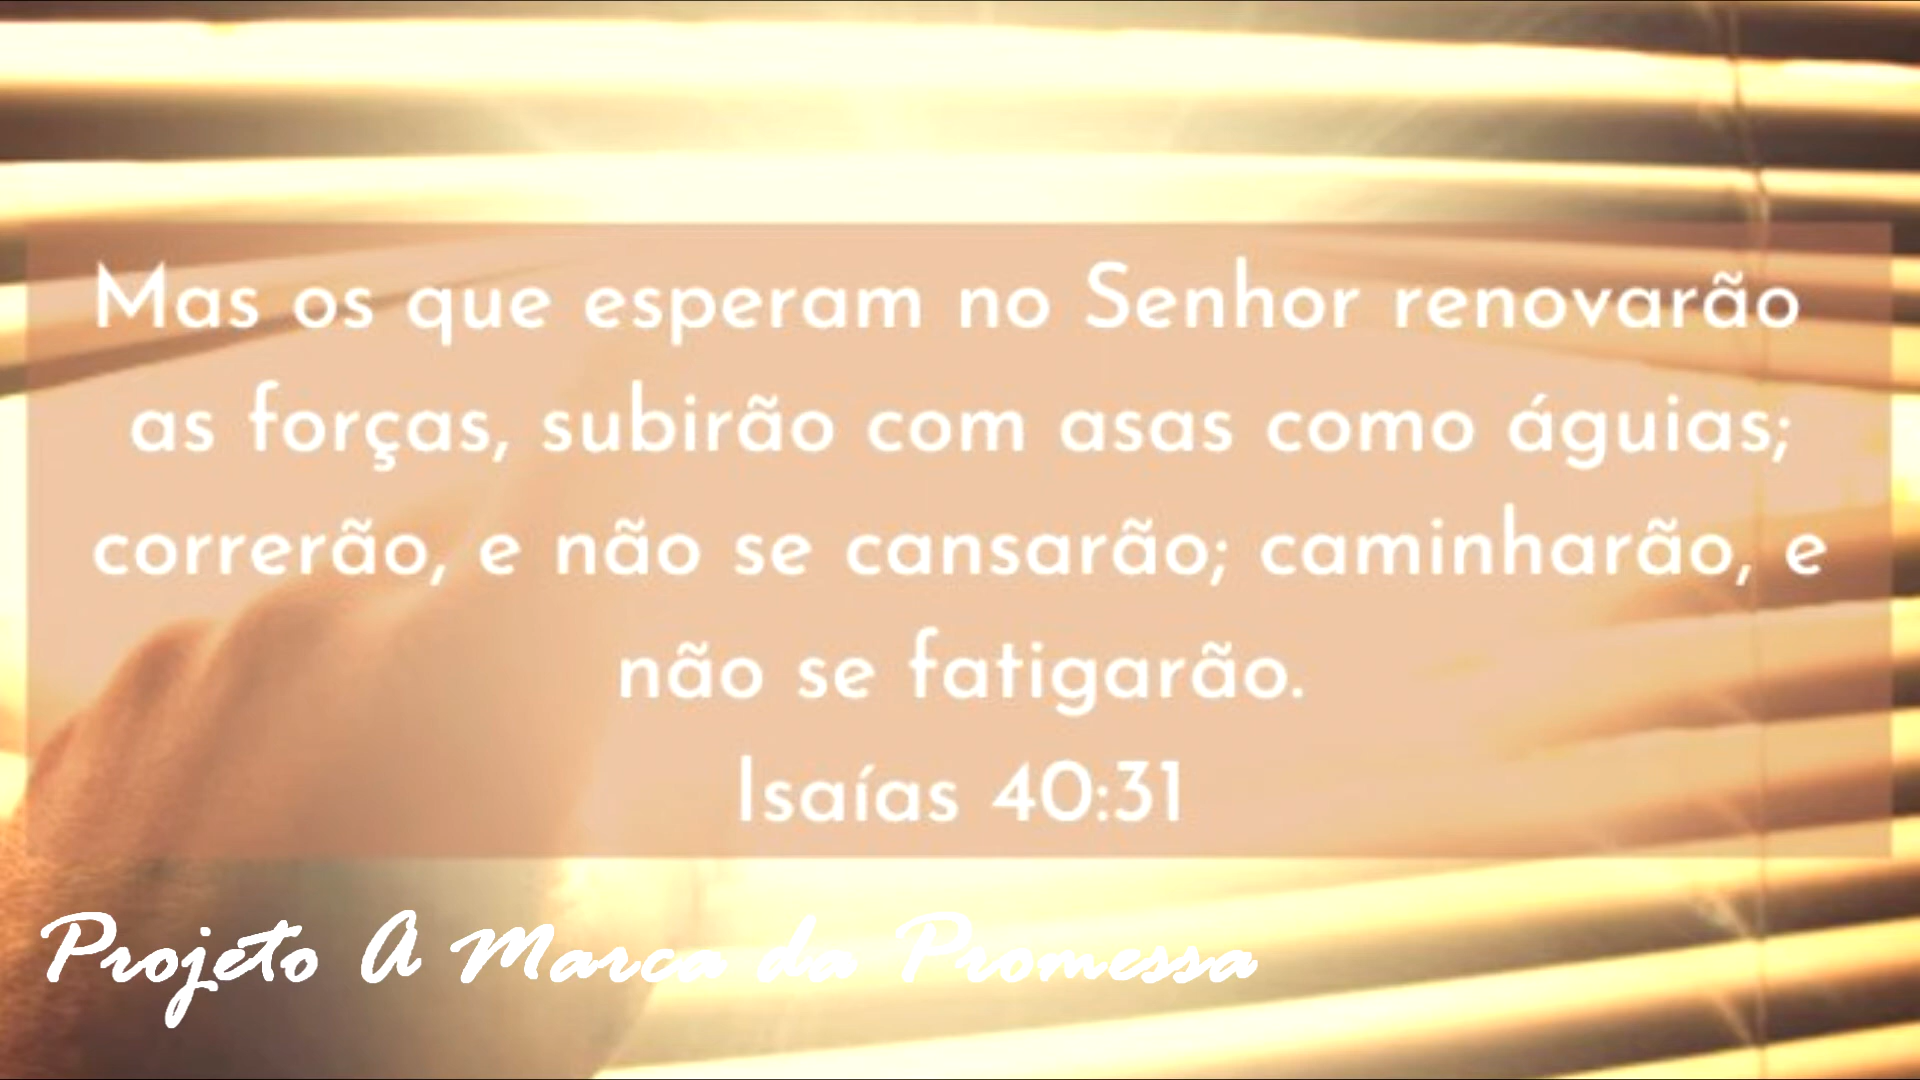 Mas os que esperam no Senhor renovarão
as forças, subirão com asas como águias;
correrão, e não se cansarão; caminharão, e
não se fatigarão.
Isaías 40:31
Projeto A Marca da Promessa